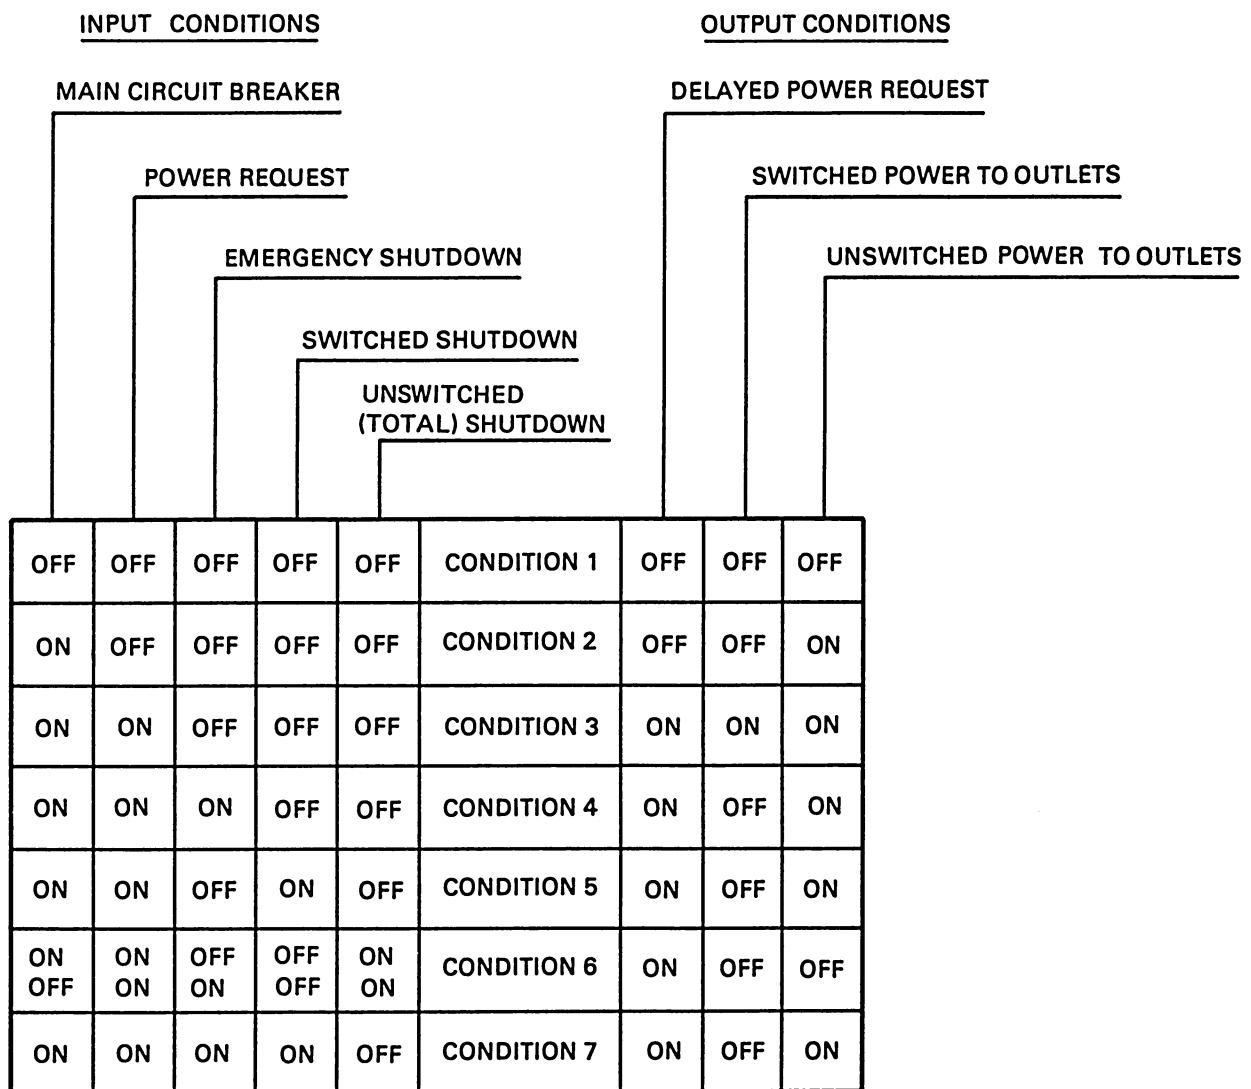 INPUT CONDITIONS
OUTPUT CONDITIONS
MAIN CIRCUIT BREAKER
DELAYED POWER REQUEST
POWER REQUEST
SWITCHED POWER TO OUTLETS
EMERGENCY SHUTDOWN
UNSWITCHED POWER TO OUTLETS
SWITCHED SHUTDOWN
UNSWITCHED
(TOTAL) SHUTDOWN
OFF OFF OFF OFF OFF CONDITION 1 OFF OFF OFF
ON OFF OFF OFF OFF CONDITION 2 OFF OFF ON
ON ON OFF OFF OFF CONDITION 3 ON ON ON
ON ON ON OFF OFF CONDITION 4 ON OFF ON
ON ON OFF ON OFF CONDITION 5 ON OFF ON
ON ON OFF OFF ON CONDITION 6 ON OFF OFF
OFF ON ON OFF ON
ON ON ON ON OFF CONDITION 7 ON OFF ON